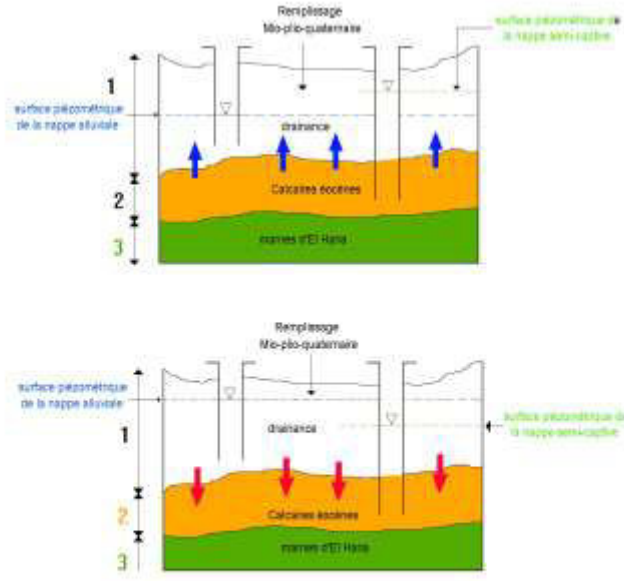 Remplissage
Mio-plio-quaternaire
surface piézométrique de
la nappe semi-captive
1
surface piézométrique
de la nappe alluviale
drainance
Calcaires éocènes
2
3
marnes d'El Haria
Remplissage
Mio-plio-quaternaire
surface piézométrique
de la nappe alluviale
surface piézométrique de
la nappe semi-captive
1
drainance
2
Calcaires éocènes
3
marnes d'El Haria